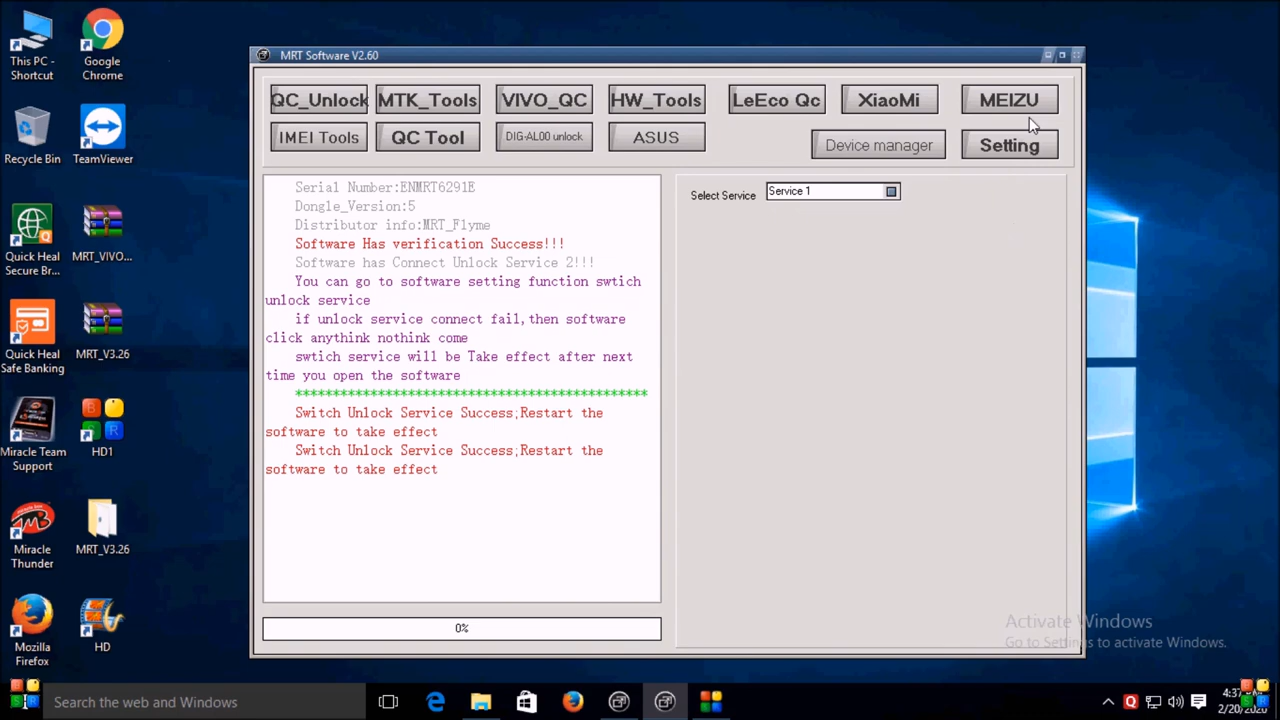 This PC -
Shortcut
Google
Chrome
Recycle Bin
TeamViewer
Quick Heal
Secure Br...
MRT_VIVO...
Quick Heal
Safe Banking
MRT_V3.26
Miracle Team
Support
HD1
Miracle
Thunder
MRT_V3.26
Mozilla
Firefox
HD
MRT Software V2.60
QC_Unlock
MTK_Tools
VIVO_QC
HW_Tools
LeEco Qc
XiaoMi
MEIZU
IMEI Tools
QC Tool
DIG-AL00 unlock
ASUS
Device manager
Setting
Serial Number:ENMRT6291E
Dongle_Version:5
Distributor info:MRT_Flyme
Software Has verification Success!!!
Software has Connect Unlock Service 2!!!
You can go to software setting function swtich
unlock service
if unlock service connect fail,then software
click anythink nothink come
swtich service will be Take effect after next
time you open the software
***********************************************
Switch Unlock Service Success;Restart the
software to take effect
Switch Unlock Service Success;Restart the
software to take effect
0%
Select Service
Service 1
Activate Windows
Go to Settings to activate Windows.
Search the web and Windows
4:37
2/20/2020